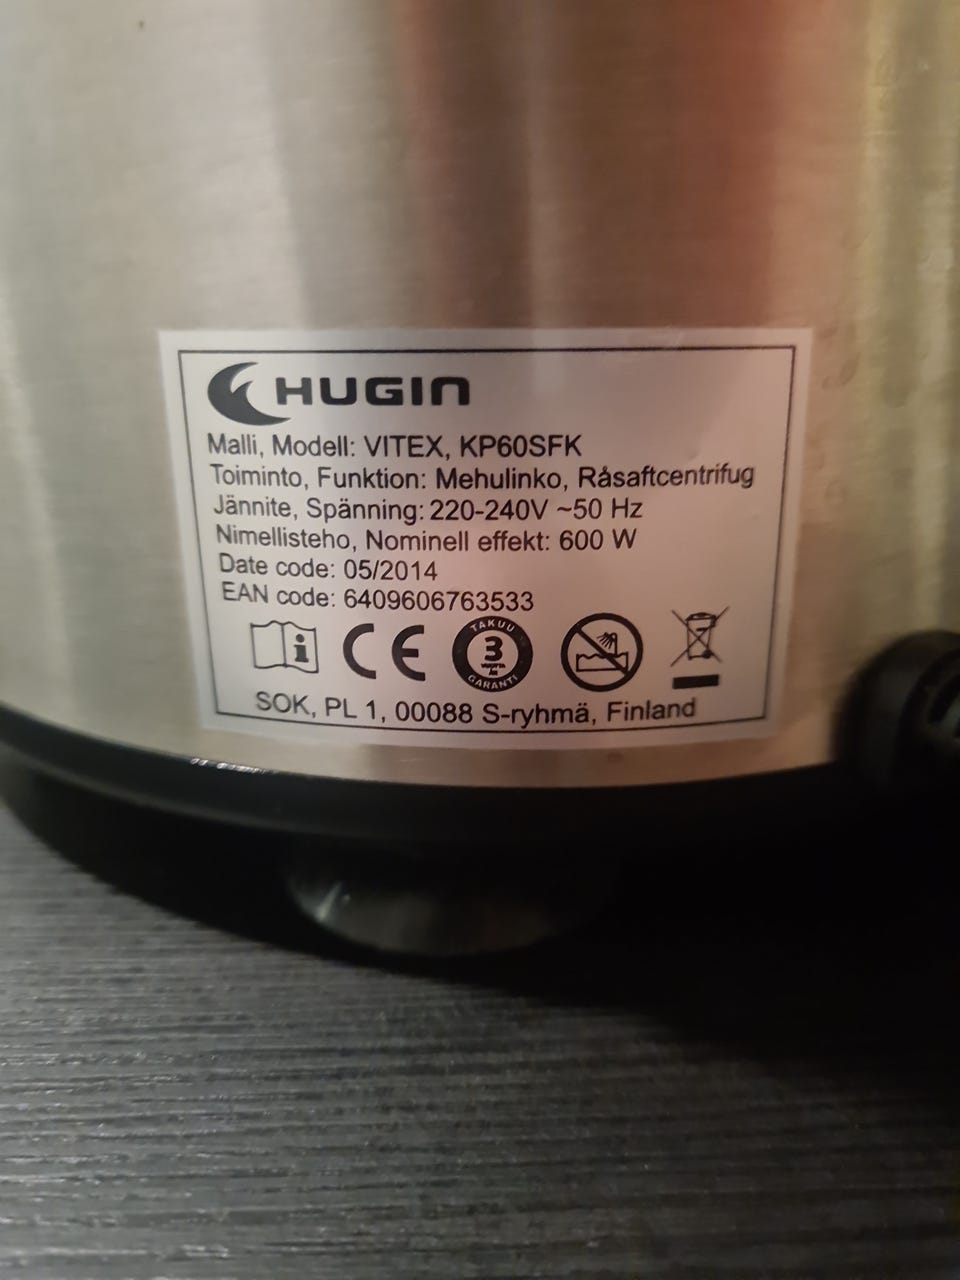 HUGIN
Malli, Modell: VITEX, KP60SFK
Toiminto, Funktion: Mehulinko, Råsaftcentrifug
Jännite, Spänning: 220-240V ~50 Hz
Nimellisteho, Nominell effekt: 600 W
Date code: 05/2014
EAN code: 6409606763533
i CE TAKUU 3 GARANTI
SOK, PL 1, 00088 S-ryhmä, Finland